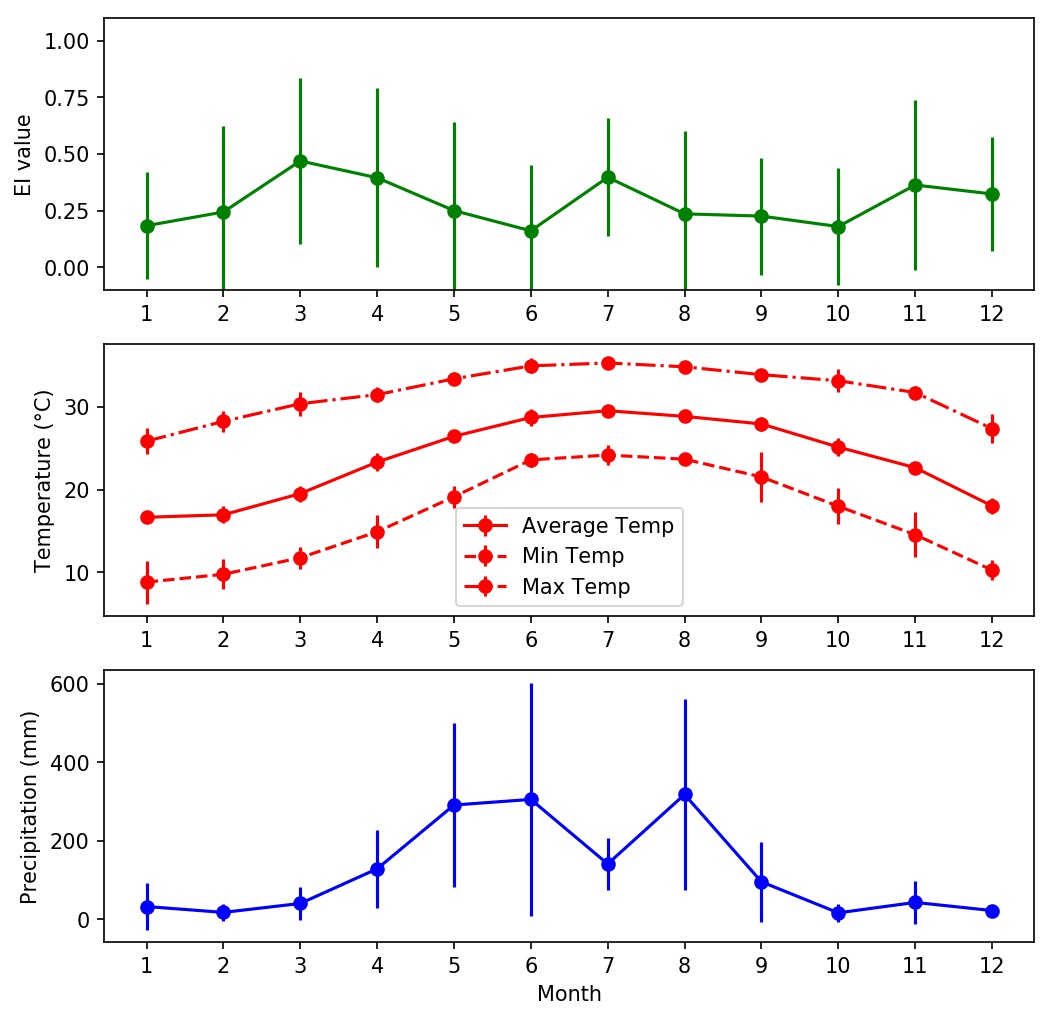 EI value
1.00
0.75
0.50
0.25
0.00
1 2 3 4 5 6 7 8 9 10 11 12
Temperature (°C)
30
20
10
Average Temp
Min Temp
Max Temp
1 2 3 4 5 6 7 8 9 10 11 12
Precipitation (mm)
600
400
200
0
1 2 3 4 5 6 7 8 9 10 11 12
Month